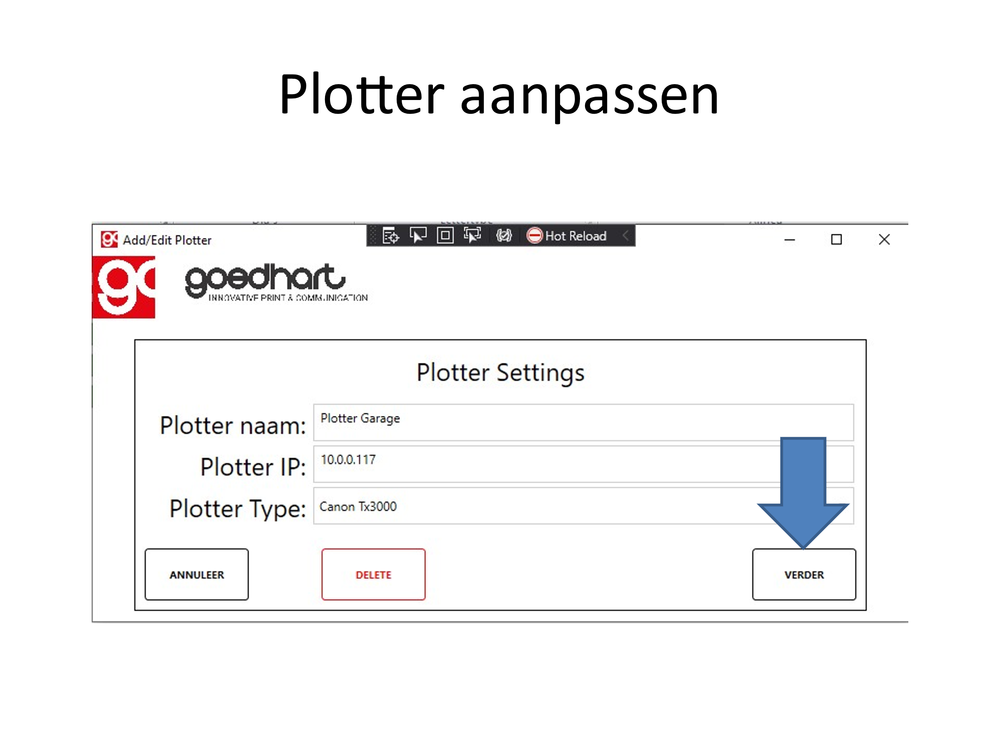 Plotter aanpassen
Add/Edit Plotter
Hot Reload
goedhart
INNOVATIVE PRINT & COMMUNICATION
Plotter Settings
Plotter naam: Plotter Garage
Plotter IP: 10.0.0.117
Plotter Type: Canon Tx3000
ANNULEER DELETE VERDER